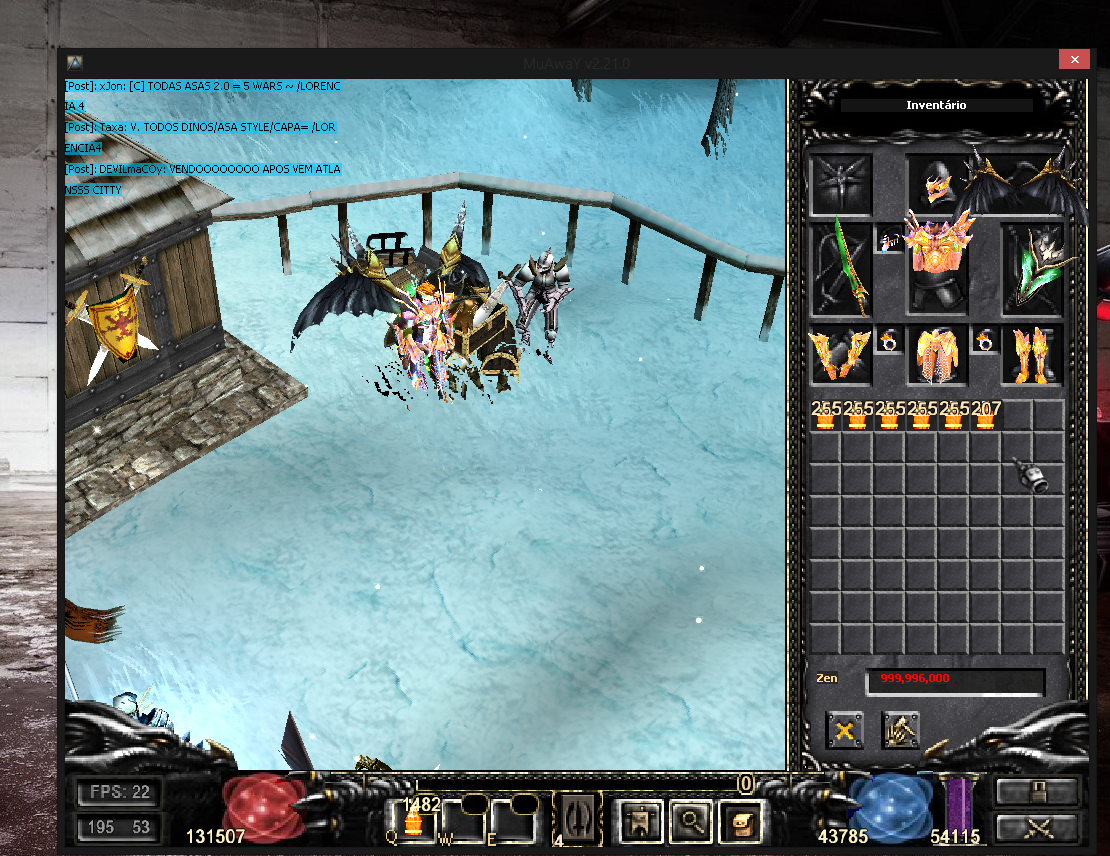 MuAwaY v2.21.0
[Post]: xJon: [C] TODAS ASAS 2.0 = 5 WARS ~ /LORENC
IA 4
[Post]: Taxa: V. TODOS DINOS/ASA STYLE/CAPA= /LOR
ENCIA4
[Post]: DEVILmaCOy: VENDOOOOOOOO APOS VEM ATLA
NSSS CITTY
Inventário
255 255 255 255 255 207
Zen 999,996,000
FPS: 22
195 53
131507
1482
Q W E
4
0
43785
54115